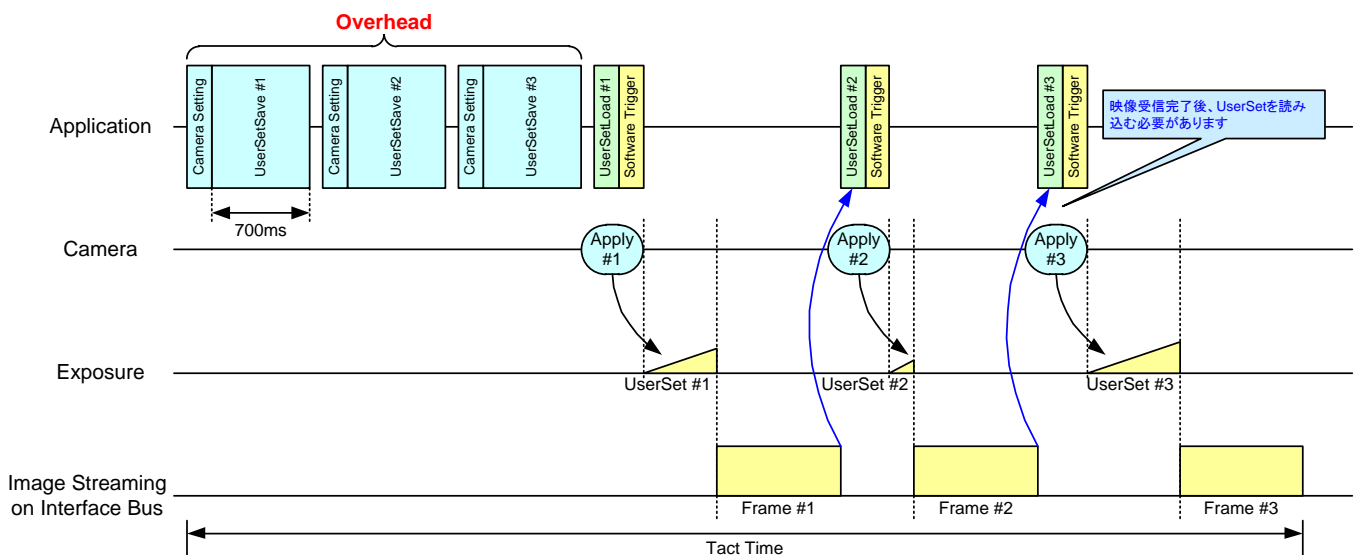 Overhead
Camera Setting
UserSetSave #1
Camera Setting
UserSetSave #2
Camera Setting
UserSetSave #3
UserSetLoad #1
Software Trigger
UserSetLoad #2
Software Trigger
UserSetLoad #3
Software Trigger
映像受信完了後、UserSetを読み
込む必要があります
Application
700ms
Camera
Apply
#1
Apply
#2
Apply
#3
Exposure
UserSet #1
UserSet #2
UserSet #3
Image Streaming
on Interface Bus
Frame #1
Frame #2
Frame #3
Tact Time